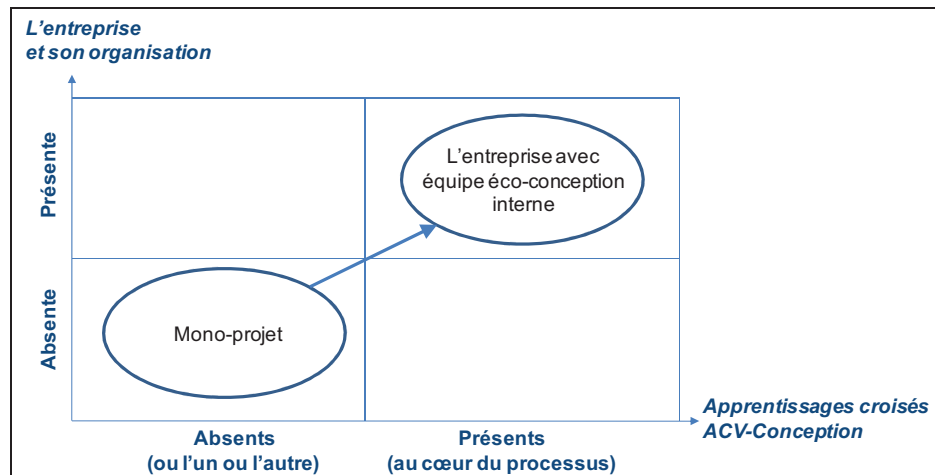 L'entreprise
et son organisation
Présente
L'entreprise avec
équipe éco-conception
interne
Absente
Mono-projet
Apprentissages croisés
ACV-Conception
Absents
(ou l'un ou l'autre)
Présents
(au cœur du processus)